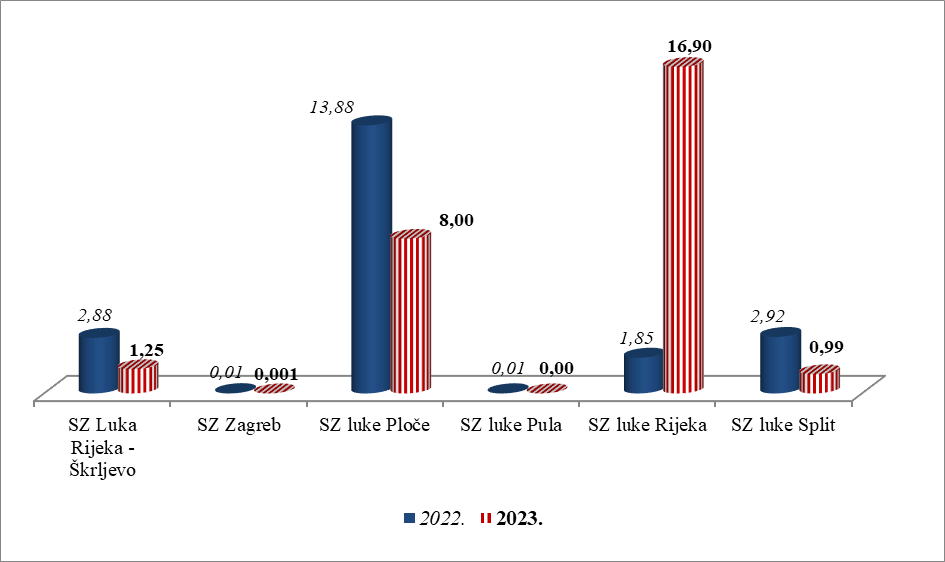 16,90
13,88
8,00
2,88
1,25
0,01
0,001
0,01
0,00
1,85
2,92
0,99
SZ Luka
Rijeka -
Škrljevo
SZ Zagreb
SZ luke Ploče
SZ luke Pula
SZ luke Rijeka
SZ luke Split
2022.
2023.